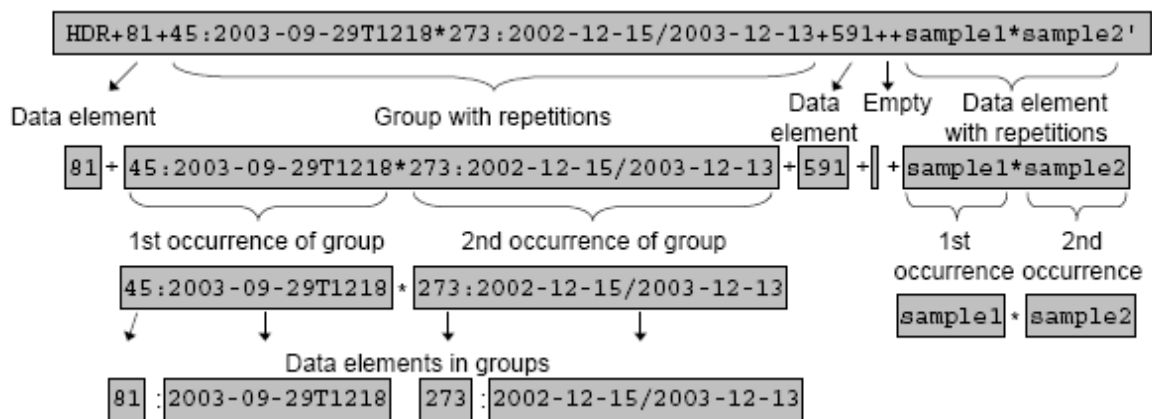 HDR+81+45:2003-09-29T1218*273:2002-12-15/2003-12-13+591++sample1*sample2'
Data element
Group with repetitions
Data element
Empty
Data element with repetitions
81 + 45:2003-09-29T1218*273:2002-12-15/2003-12-13 + 591 + + sample1*sample2
1st occurrence of group
2nd occurrence of group
1st occurrence
2nd occurrence
45:2003-09-29T1218 * 273:2002-12-15/2003-12-13
sample1 * sample2
Data elements in groups
81 : 2003-09-29T1218 273 : 2002-12-15/2003-12-13